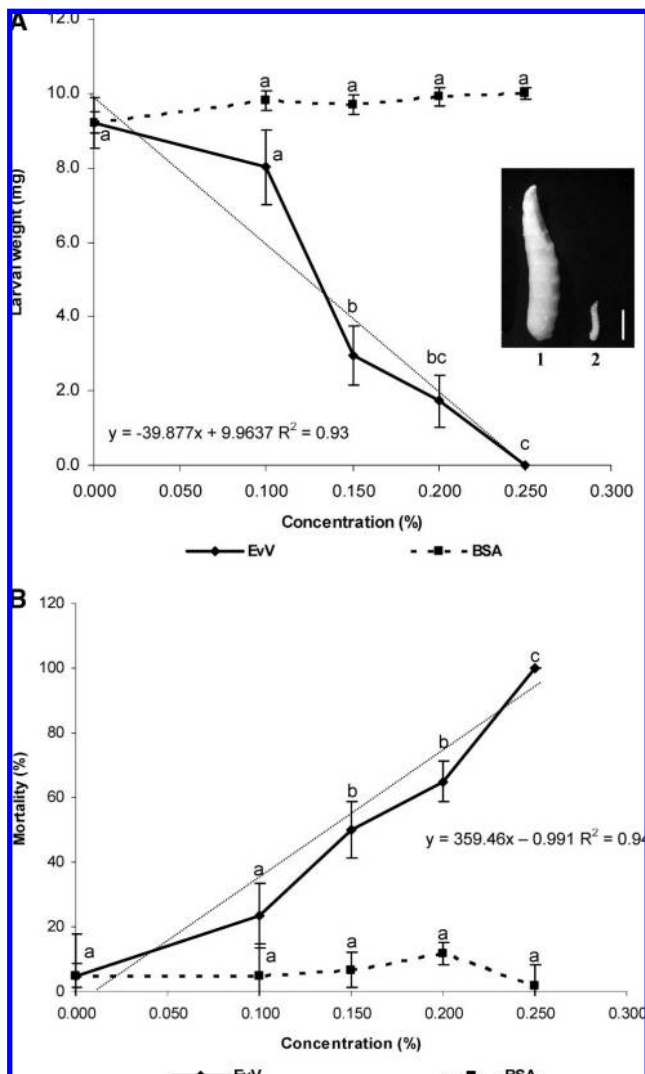 A
12.0
10.0
8.0
6.0
4.0
2.0
0.0
Larval weight (mg)
a
a
a
a
a
a
b
bc
c
1 2
y = -39.877x + 9.9637 R² = 0.93
0.000 0.050 0.100 0.150 0.200 0.250 0.300
Concentration (%)
EvV BSA
B
120
100
80
60
40
20
0
Mortality (%)
c
b
b
a
a
a
a
a
a
y = 359.46x – 0.991 R² = 0.94
0.000 0.050 0.100 0.150 0.200 0.250 0.300
Concentration (%)
EvV BSA